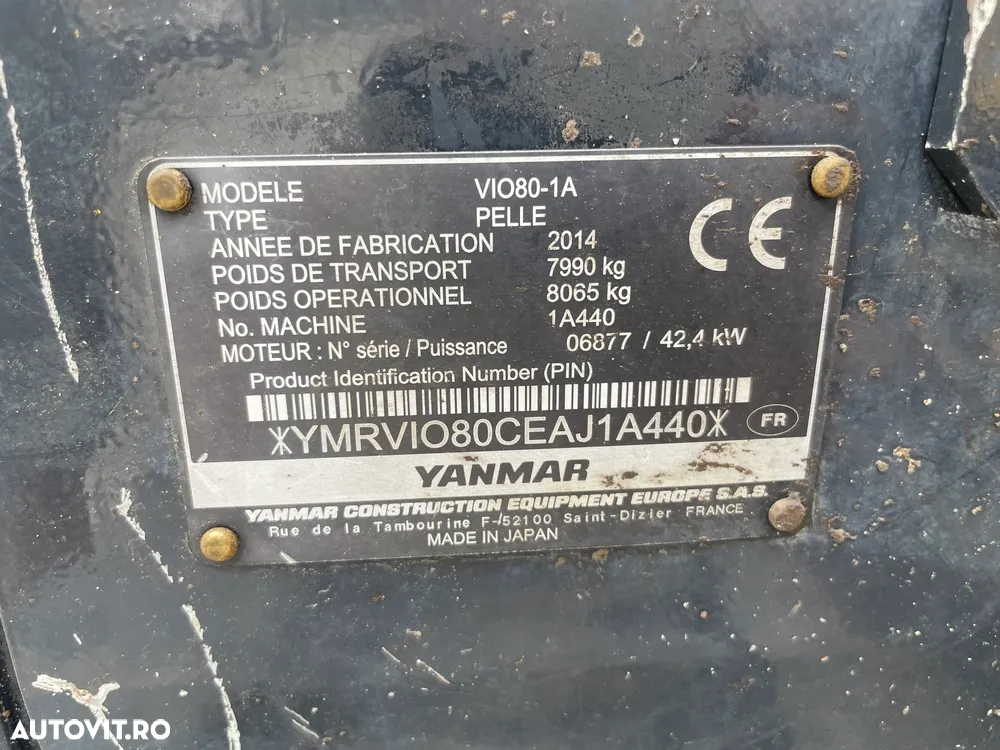 MODELE VIO80-1A
TYPE PELLE
ANNEE DE FABRICATION 2014
POIDS DE TRANSPORT 7990 kg
POIDS OPERATIONNEL 8065 kg
No. MACHINE 1A440
MOTEUR : N° série / Puissance 06877 / 42,4 kW
Product Identification Number (PIN)
*YMRVIO80CEAJ1A440*
FR
CE
YANMAR
YANMAR CONSTRUCTION EQUIPMENT EUROPE S.A.S.
Rue de la Tambourine F-52100 Saint-Dizier FRANCE
MADE IN JAPAN
AUTOVIT.RO